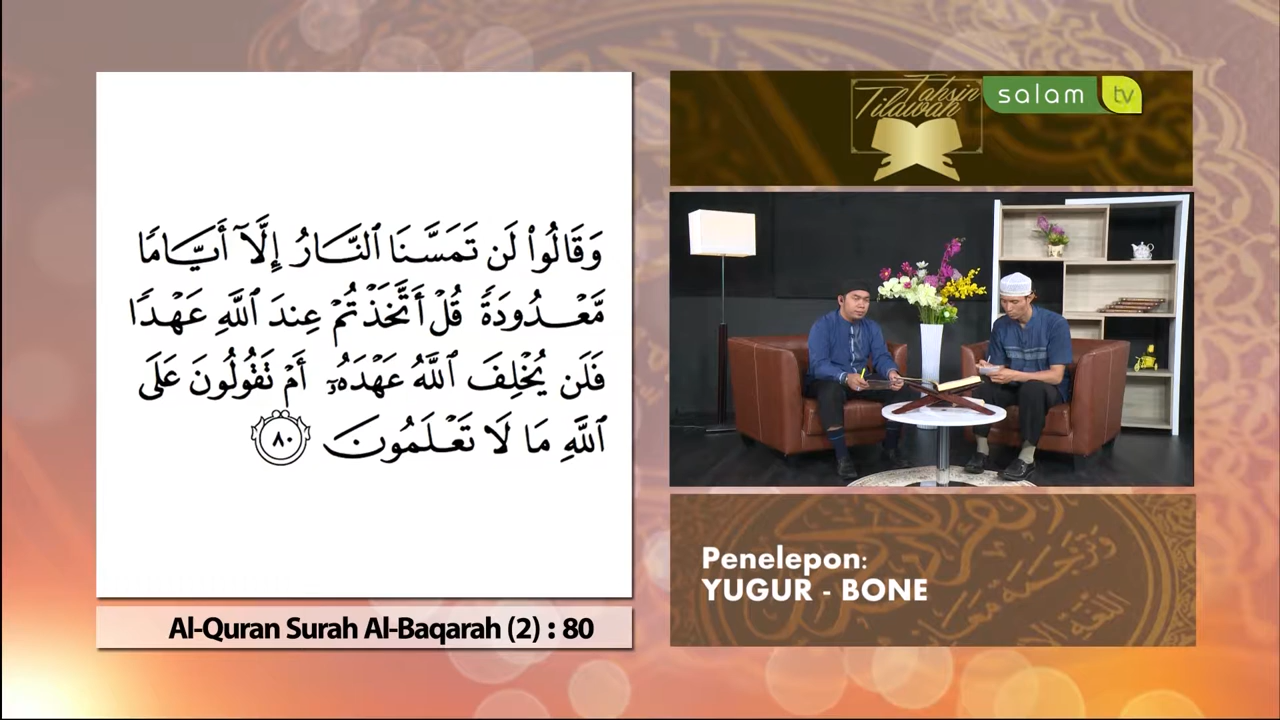 وَقَالُوا۟ لَن تَمَسَّنَا ٱلنَّارُ إِلَّآ أَيَّامًا
مَّعْدُودَةً قُلْ أَتَّخَذْتُمْ عِندَ ٱللَّهِ عَهْدًا
فَلَن يُخْلِفَ ٱللَّهُ عَهْدَهُۥٓ أَمْ تَقُولُونَ عَلَى
ٱللَّهِ مَا لَا تَعْلَمُونَ ٨٠
Al-Quran Surah Al-Baqarah (2) : 80
Tahsin
Tilawah
salam tv
Penelepon:
YUGUR - BONE